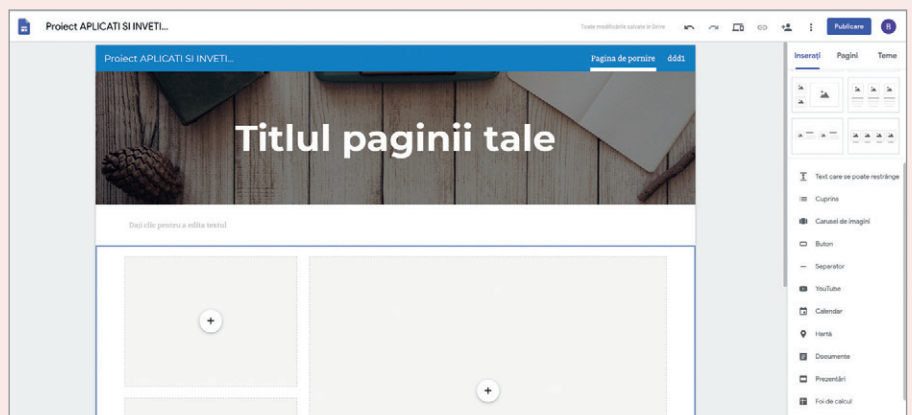 Proiect APLICATI SI INVETI...
Toate modificările salvate în Drive
Publicare
B
Proiect APLICATI SI INVETI...
Pagina de pornire ddd1
Titlul paginii tale
Dați clic pentru a edita textul
Inserați Pagini Teme
Text care se poate restrânge
Cuprins
Carusel de imagini
Buton
Separator
YouTube
Calendar
Hartă
Documente
Prezentări
Foi de calcul